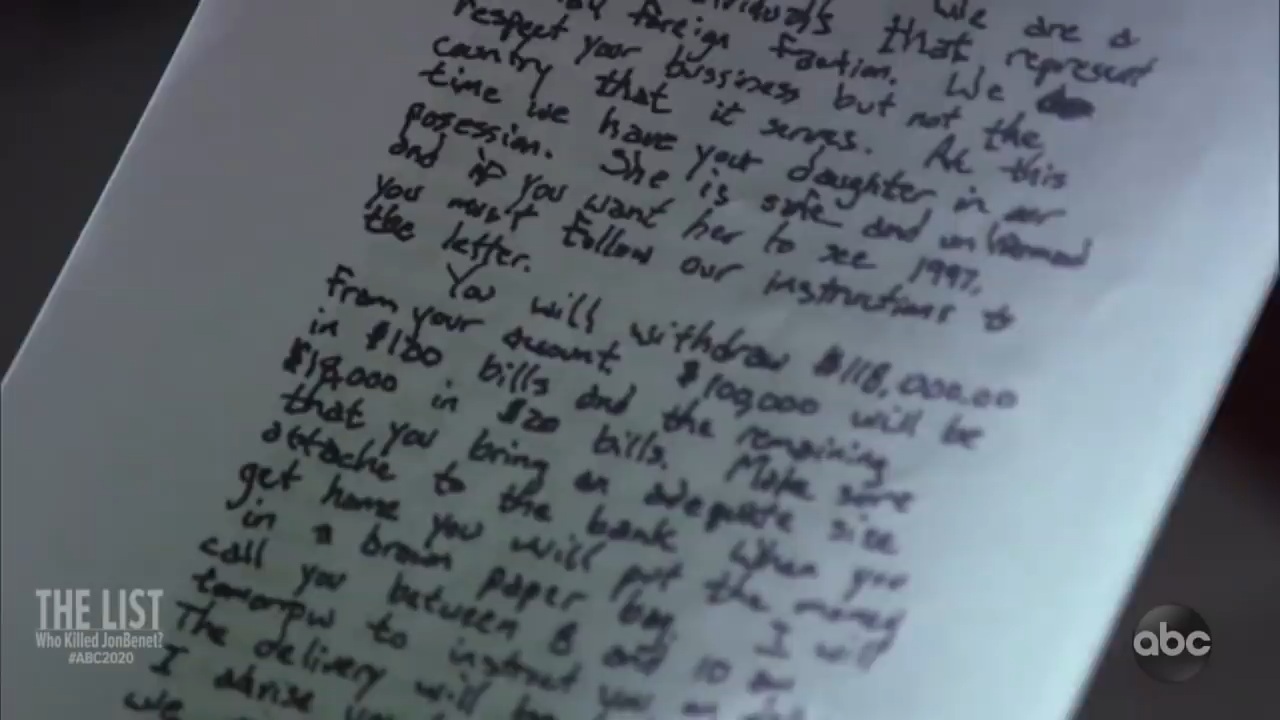 We are a
individuals that represent
foreign faction. We do
respect your bussiness but not the
country that it serves. At this
time we have your daughter in our
posession. She is safe and unharmed
and if you want her to see 1997,
you must follow our instructions to
the letter.
You will withdraw $118,000.00
from your account. $100,000 will be
in $100 bills and the remaining
$18,000 in $20 bills. Make sure
that you bring an adequate size
attache to the bank. When you
get home you will put the money
in a brown paper bag. I will
call you between 8 and 10 am
tomorrow to instruct you on
The delivery will be
I advise you
we
THE LIST
Who Killed JonBenet?
#ABC2020
abc